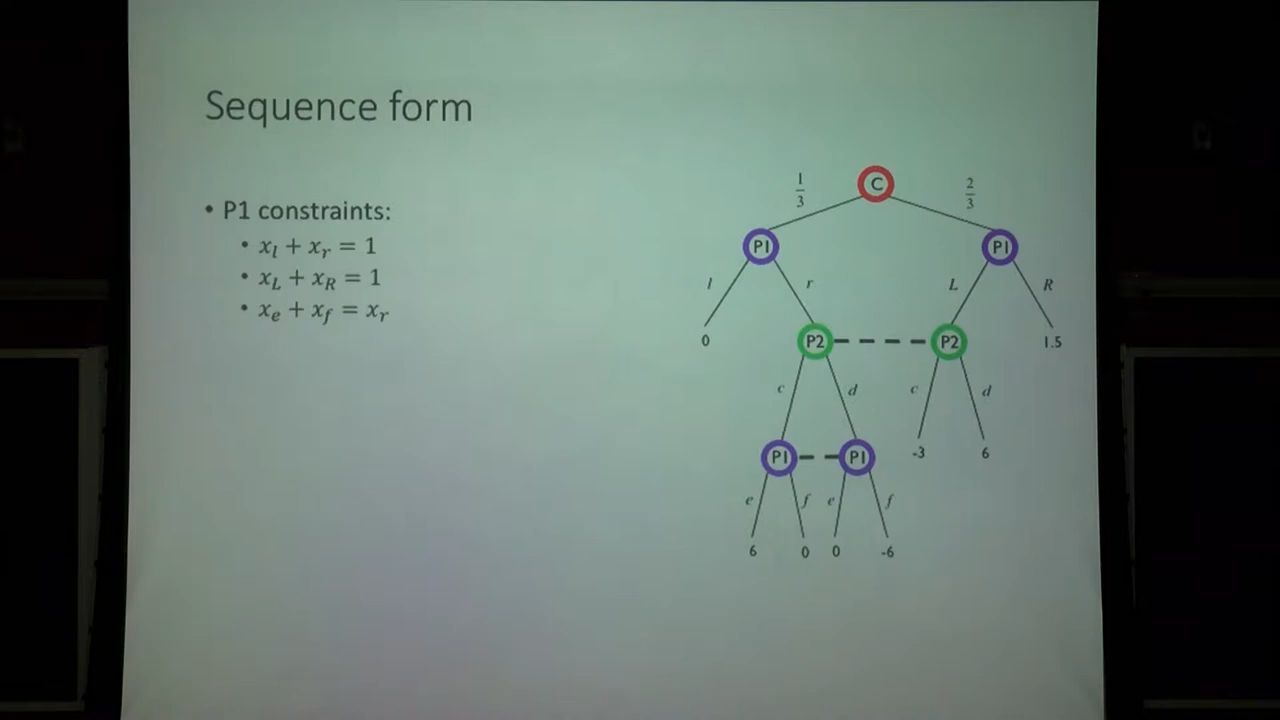 Sequence form
• P1 constraints:
• x_l + x_r = 1
• x_L + x_R = 1
• x_e + x_f = x_r
C
1/3
2/3
P1
P1
l
r
L
R
0
P2
P2
1.5
c
d
c
d
P1
P1
-3
6
e
f
e
f
6
0
0
-6